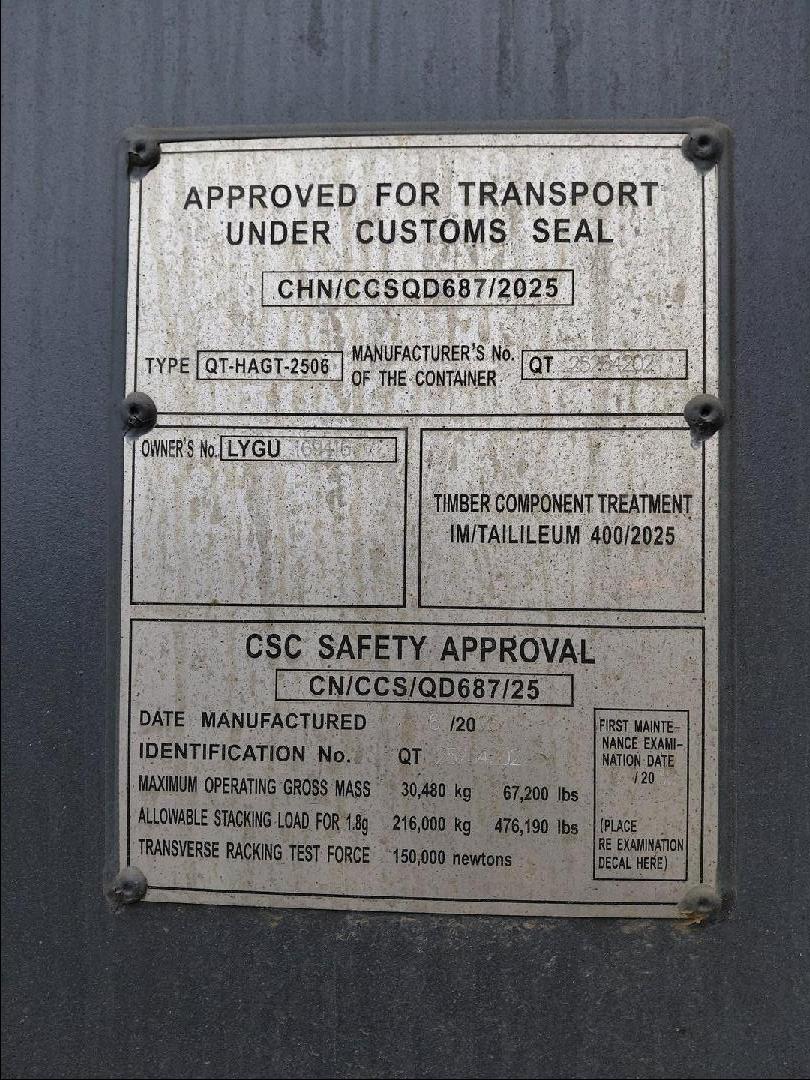 APPROVED FOR TRANSPORT
UNDER CUSTOMS SEAL
CHN/CCSQD687/2025
TYPE QT-HAGT-2506 MANUFACTURER'S No. OF THE CONTAINER QT
OWNER'S No. LYGU
TIMBER COMPONENT TREATMENT
IM/TAILILEUM 400/2025
CSC SAFETY APPROVAL
CN/CCS/QD687/25
DATE MANUFACTURED /20
IDENTIFICATION No. QT
MAXIMUM OPERATING GROSS MASS 30,480 kg 67,200 lbs
ALLOWABLE STACKING LOAD FOR 1.8g 216,000 kg 476,190 lbs
TRANSVERSE RACKING TEST FORCE 150,000 newtons
FIRST MAINTE-
NANCE EXAMI-
NATION DATE
/20
(PLACE
RE EXAMINATION
DECAL HERE)